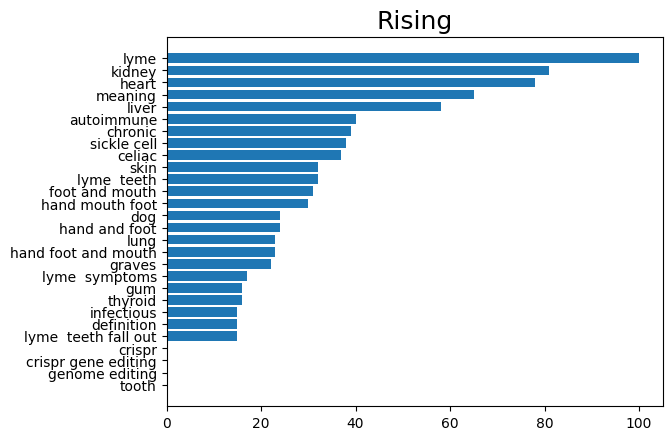 Rising
lyme
kidney
heart
meaning
liver
autoimmune
chronic
sickle cell
celiac
skin
lyme  teeth
foot and mouth
hand mouth foot
dog
hand and foot
lung
hand foot and mouth
graves
lyme  symptoms
gum
thyroid
infectious
definition
lyme  teeth fall out
crispr
crispr gene editing
genome editing
tooth
0 20 40 60 80 100